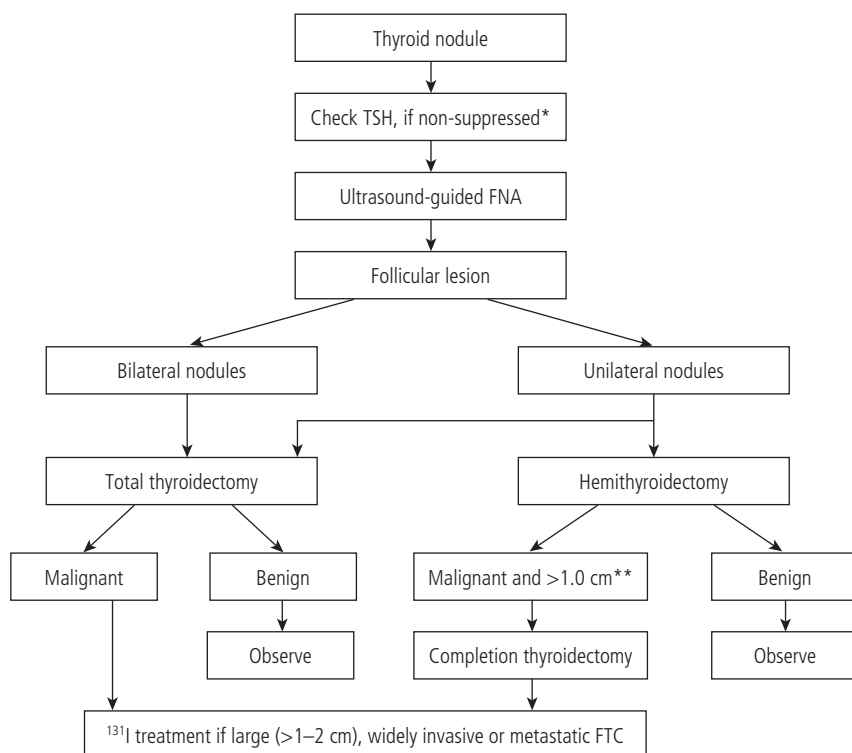 Thyroid nodule
Check TSH, if non-suppressed*
Ultrasound-guided FNA
Follicular lesion
Bilateral nodules
Unilateral nodules
Total thyroidectomy
Hemithyroidectomy
Malignant
Benign
Malignant and >1.0 cm**
Benign
Observe
Completion thyroidectomy
Observe
¹³¹I treatment if large (>1–2 cm), widely invasive or metastatic FTC